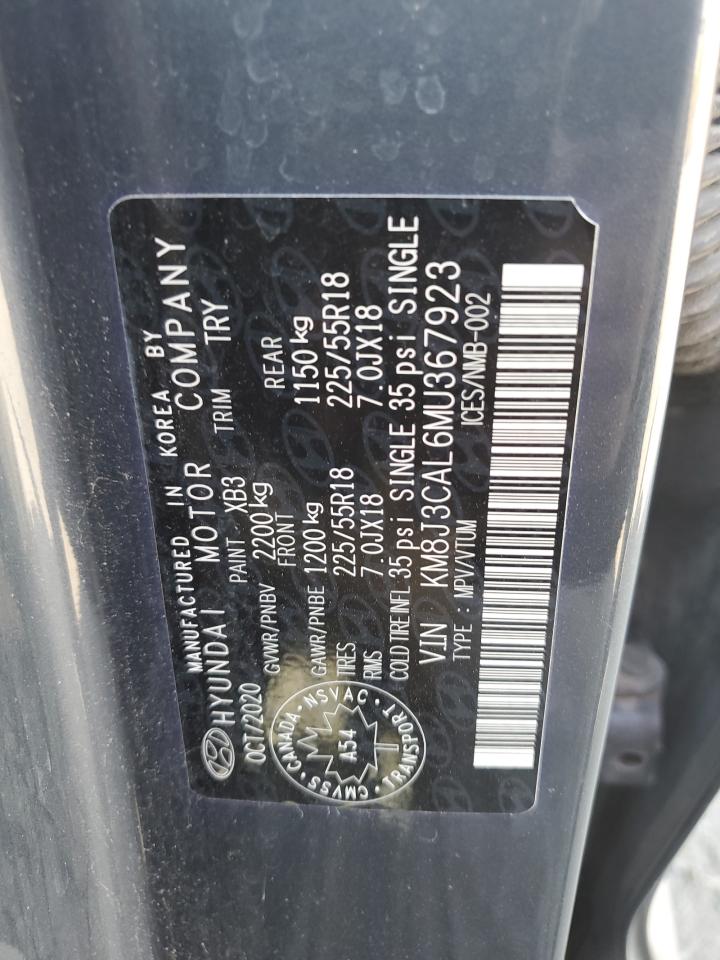 MANUFACTURED IN KOREA BY
HYUNDAI MOTOR COMPANY
OCT/2020 PAINT XB3 TRIM TRY
GVWR/PNBV 2200kg
FRONT REAR
GAWR/PNBE 1200kg 1150kg
TIRES 225/55R18 225/55R18
RMS 7.0JX18 7.0JX18
COLD TIRE INFL 35 psi SINGLE 35 psi SINGLE
VIN : KM8J3CAL6MU367923
TYPE : MPV/VTUM ICES/NMB-002
CANADA · NSVAC · TRANSPORT · CMVSS ·
A54